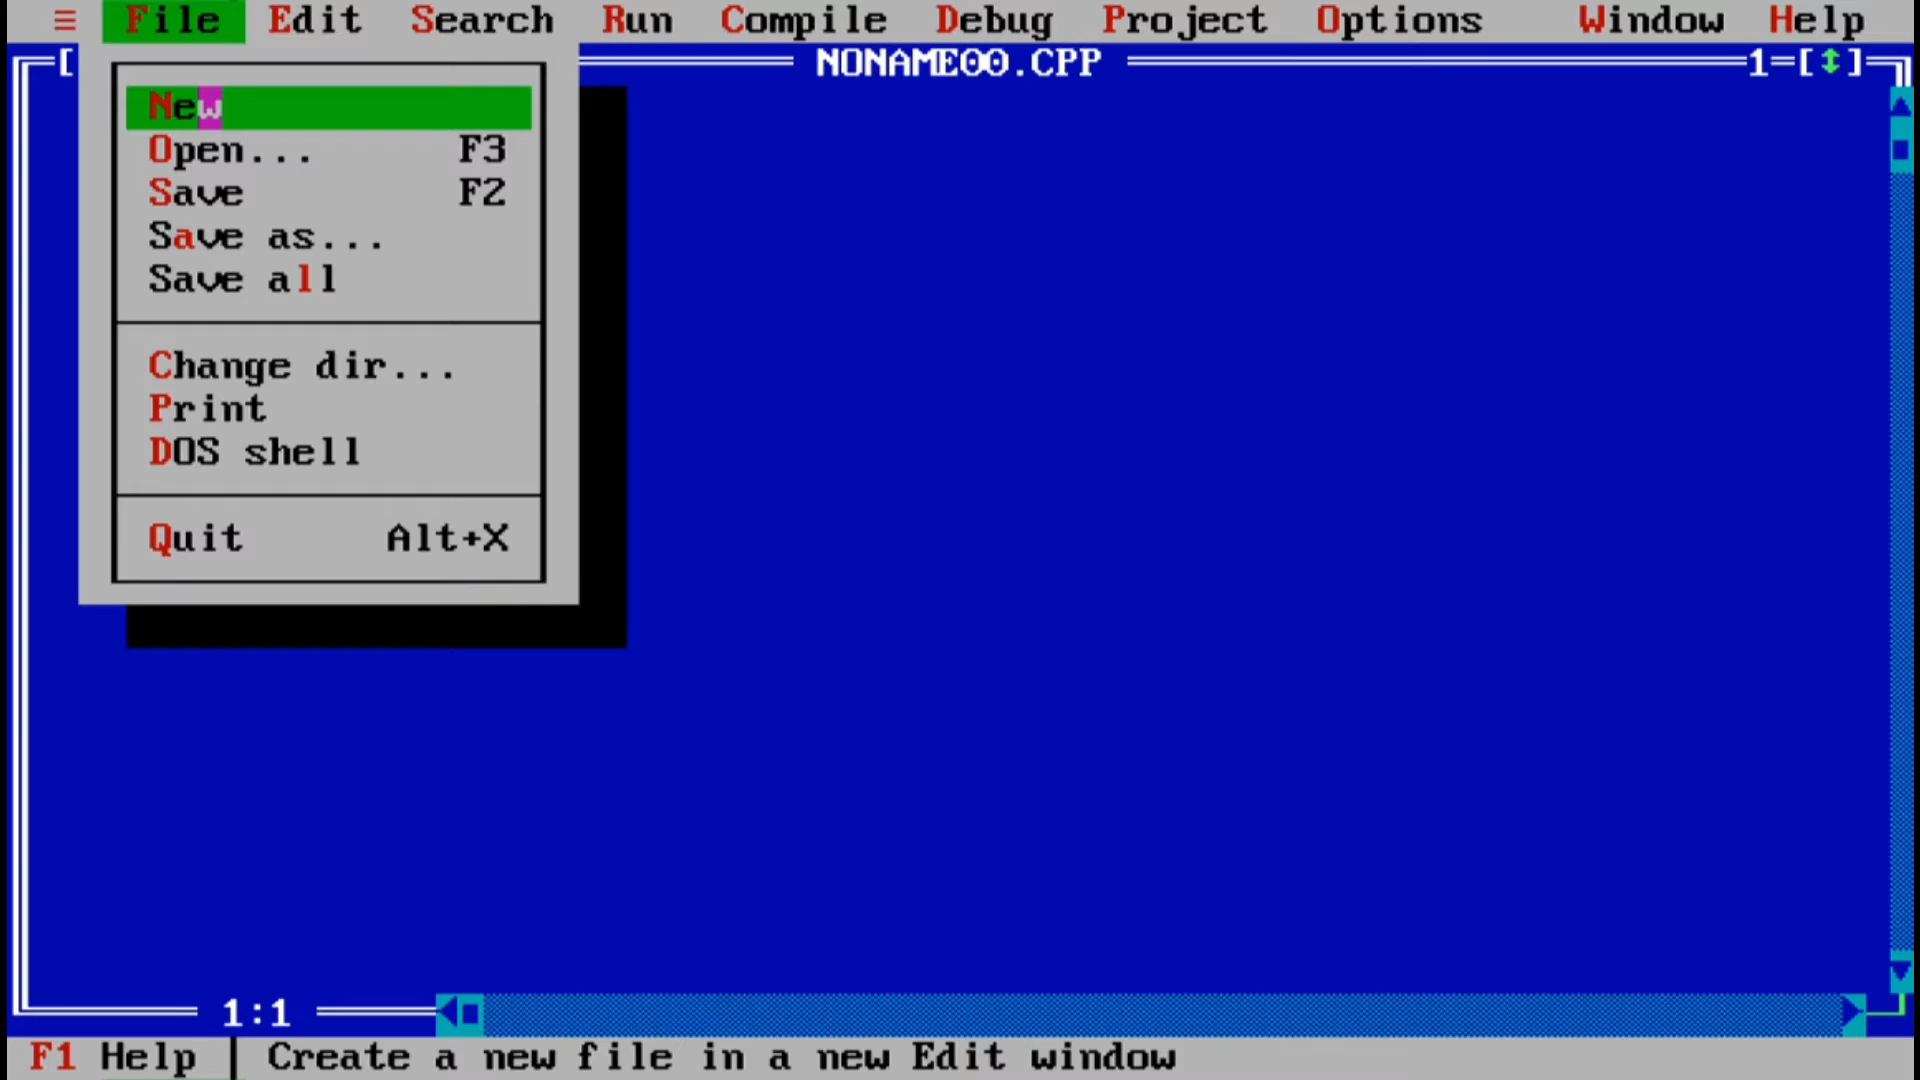 ≡ File Edit Search Run Compile Debug Project Options Window Help
[ NONAME00.CPP 1=[↕]
New
Open... F3
Save F2
Save as...
Save all
Change dir...
Print
DOS shell
Quit Alt+X
1:1
F1 Help | Create a new file in a new Edit window